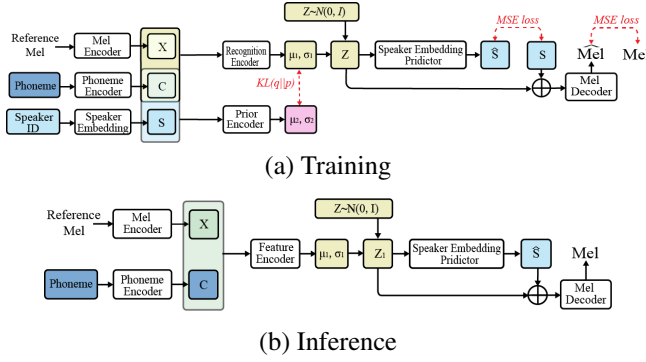 Z~N(0, I)
MSE loss
MSE loss
Reference
Mel
Mel
Encoder
X
Recognition
Encoder
μ₁, σ₁
Z
Speaker Embedding
Pridictor
Ŝ
S
M̂el
Me
Phoneme
Phoneme
Encoder
C
KL(q||p)
Mel
Decoder
Speaker
ID
Speaker
Embedding
S
Prior
Encoder
μ₂, σ₂
(a) Training
Z~N(0, I)
Reference
Mel
Mel
Encoder
X
Feature
Encoder
μ₁, σ₁
Z₁
Speaker Embedding
Pridictor
Ŝ
Mel
Phoneme
Phoneme
Encoder
C
Mel
Decoder
(b) Inference